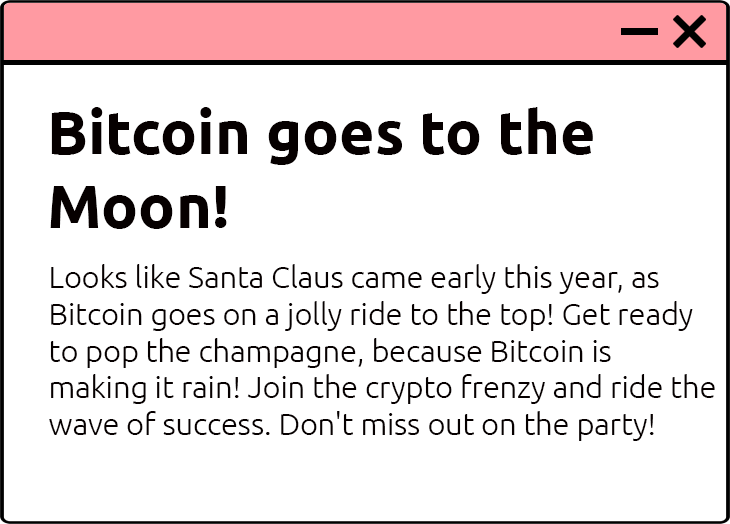 Bitcoin goes to the
Moon!
Looks like Santa Claus came early this year, as
Bitcoin goes on a jolly ride to the top! Get ready
to pop the champagne, because Bitcoin is
making it rain! Join the crypto frenzy and ride the
wave of success. Don't miss out on the party!